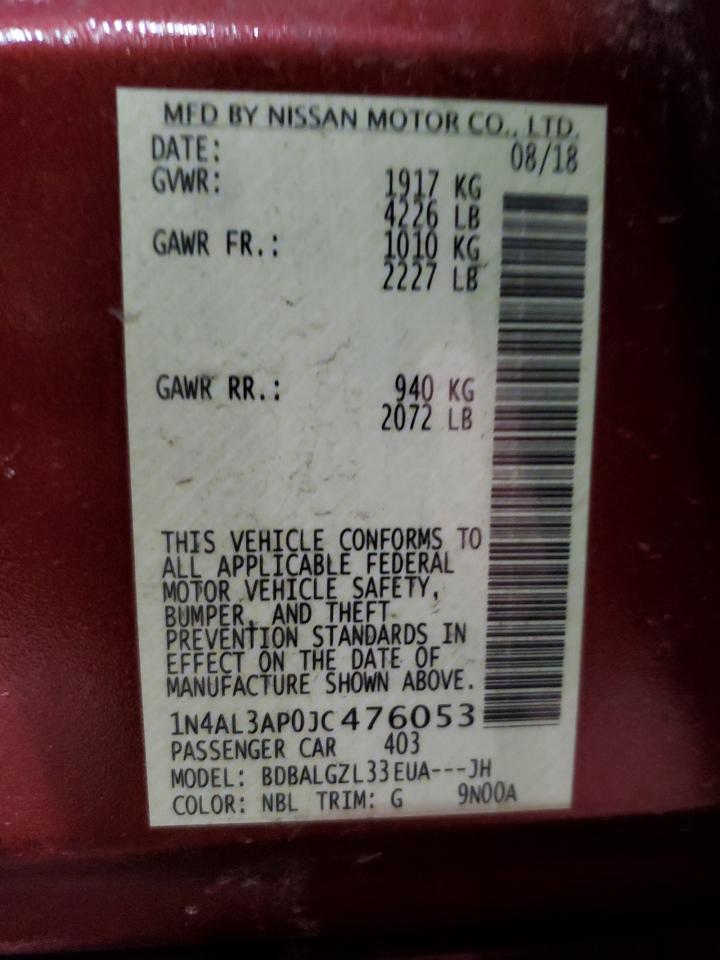 MFD BY NISSAN MOTOR CO., LTD.
DATE: 08/18
GVWR: 1917 KG
4226 LB
GAWR FR.: 1010 KG
2227 LB
GAWR RR.: 940 KG
2072 LB
THIS VEHICLE CONFORMS TO
ALL APPLICABLE FEDERAL
MOTOR VEHICLE SAFETY,
BUMPER, AND THEFT
PREVENTION STANDARDS IN
EFFECT ON THE DATE OF
MANUFACTURE SHOWN ABOVE.
1N4AL3AP0JC476053
PASSENGER CAR 403
MODEL: BDBALGZL33EUA---JH
COLOR: NBL TRIM: G 9N00A